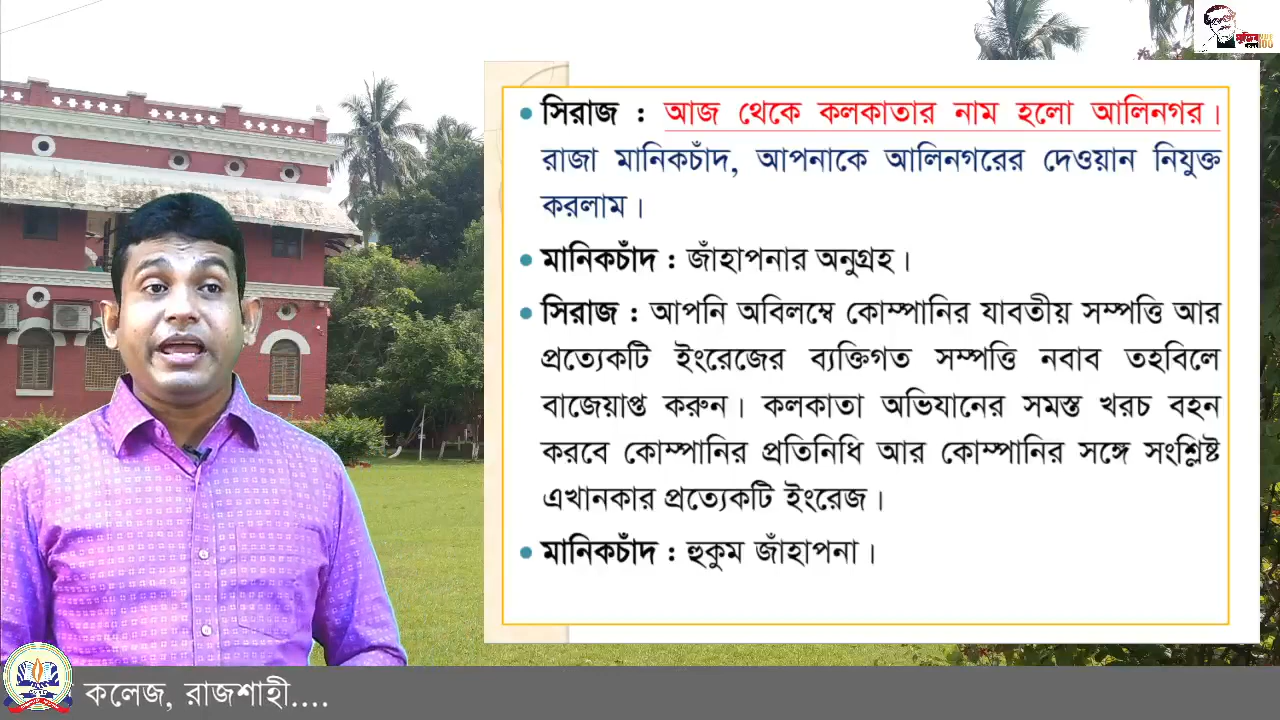 সিরাজ : আজ থেকে কলকাতার নাম হলো আলিনগর।
রাজা মানিকচাঁদ, আপনাকে আলিনগরের দেওয়ান নিযুক্ত
করলাম।
মানিকচাঁদ : জাঁহাপনার অনুগ্রহ।
সিরাজ : আপনি অবিলম্বে কোম্পানির যাবতীয় সম্পত্তি আর
প্রত্যেকটি ইংরেজের ব্যক্তিগত সম্পত্তি নবাব তহবিলে
বাজেয়াপ্ত করুন। কলকাতা অভিযানের সমস্ত খরচ বহন
করবে কোম্পানির প্রতিনিধি আর কোম্পানির সঙ্গে সংশ্লিষ্ট
এখানকার প্রত্যেকটি ইংরেজ।
মানিকচাঁদ : হুকুম জাঁহাপনা।
কলেজ, রাজশাহী....